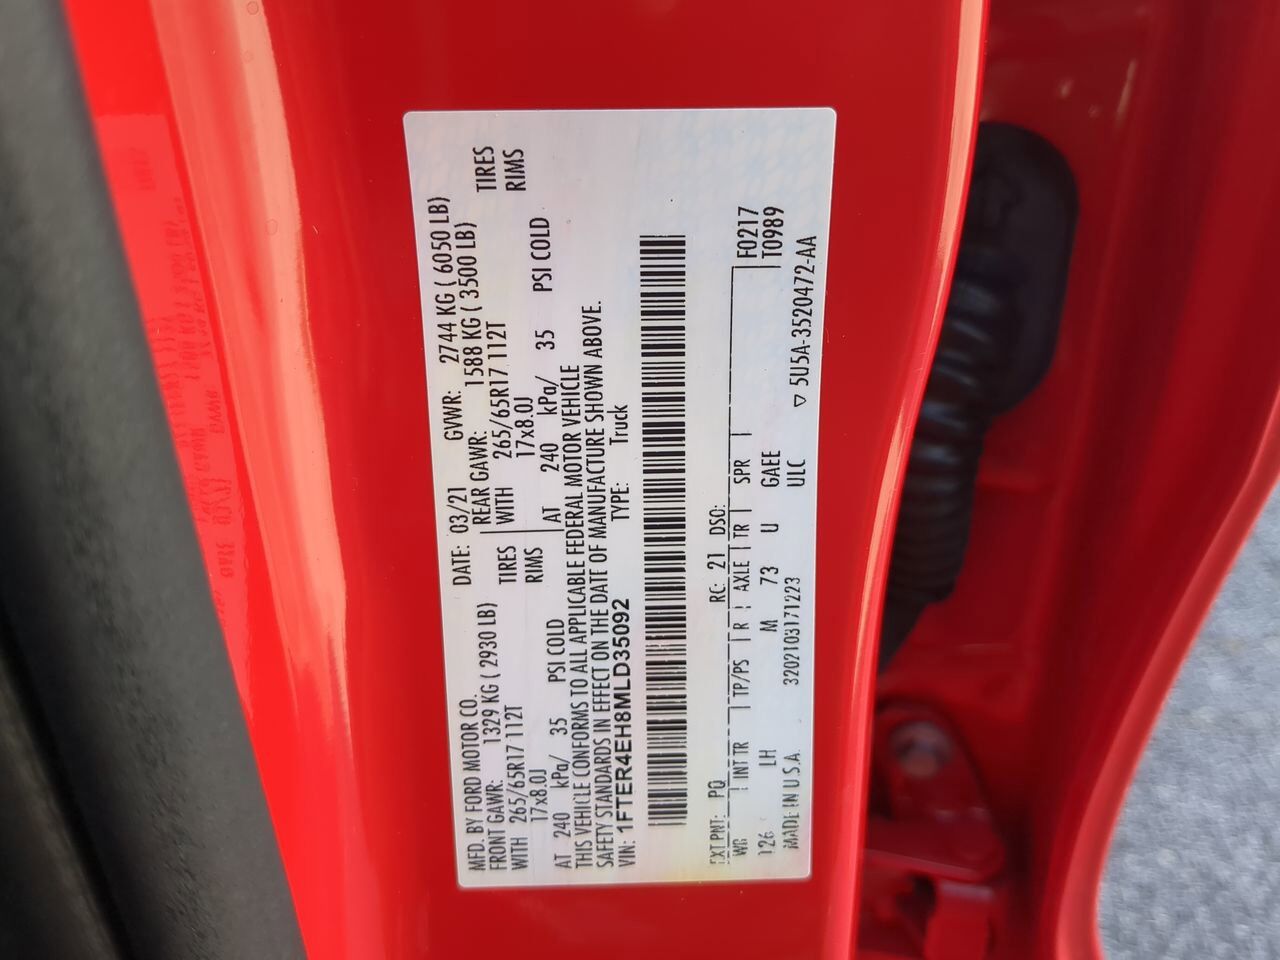 MFD. BY FORD MOTOR CO. DATE: 03/21 GVWR: 2744 KG ( 6050 LB)
FRONT GAWR: 1329 KG ( 2930 LB) REAR GAWR: 1588 KG ( 3500 LB)
WITH 265/65R17 112T TIRES WITH 265/65R17 112T TIRES
17x8.0J RIMS 17x8.0J RIMS
AT 240 kPa/ 35 PSI COLD AT 240 kPa/ 35 PSI COLD
THIS VEHICLE CONFORMS TO ALL APPLICABLE FEDERAL MOTOR VEHICLE
SAFETY STANDARDS IN EFFECT ON THE DATE OF MANUFACTURE SHOWN ABOVE.
VIN: 1FTER4EH8MLD35092 TYPE: Truck
EXT PNT: PQ RC: 21 DSO: F0217
WB INT TR TP/PS R AXLE TR SPR T0989
126 LH M 73 U GAEE
MADE IN U.S.A. 3202103171223 ULC ▽ 5U5A-3520472-AA